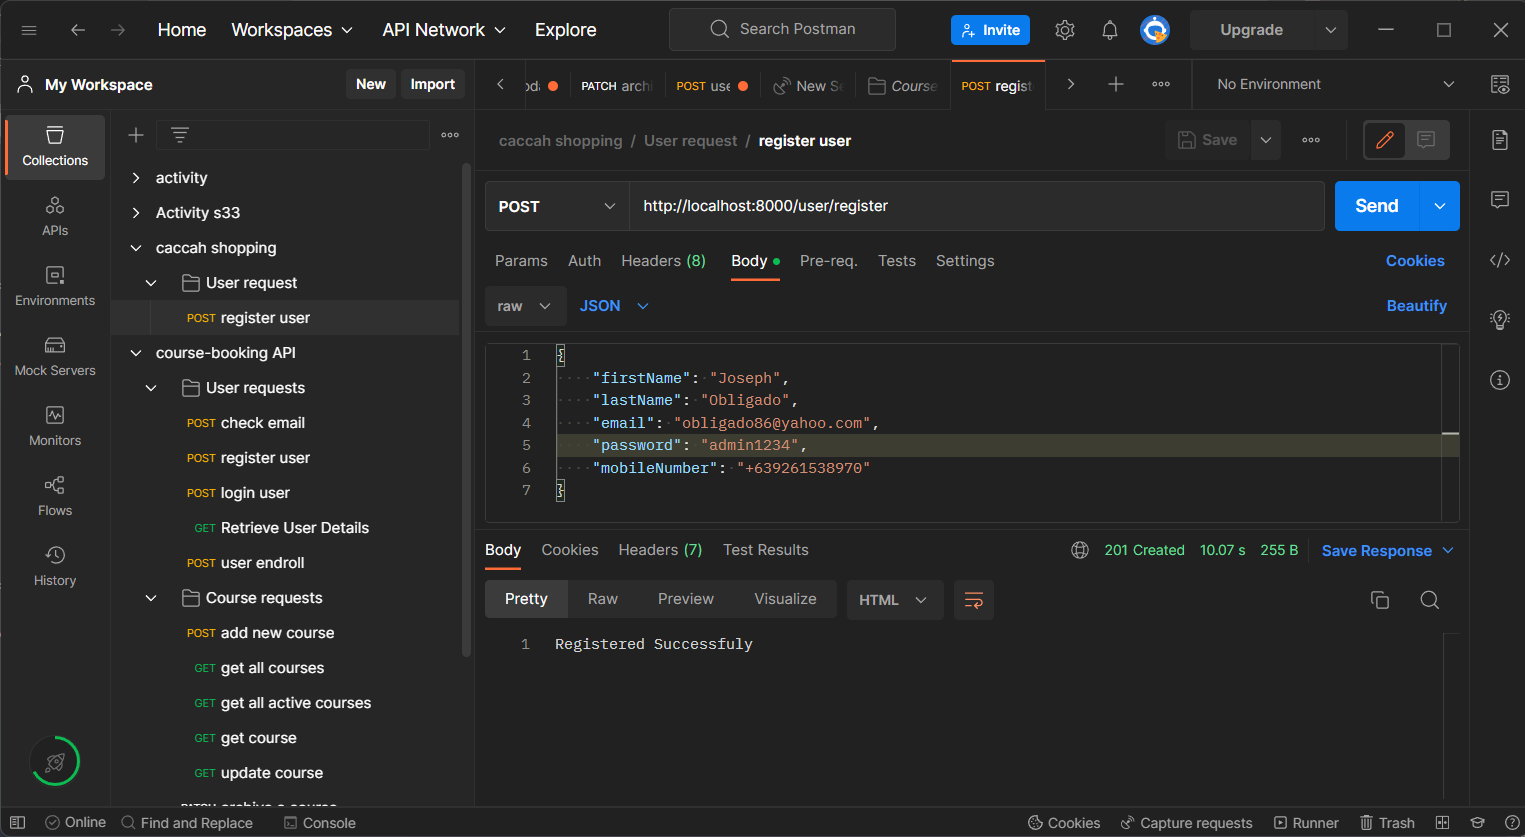 Home Workspaces API Network Explore Search Postman Invite Upgrade
My Workspace New Import PATCH archi POST use New Se Course POST regist No Environment
caccah shopping / User request / register user Save
Collections
APIs
Environments
Mock Servers
Monitors
Flows
History
activity
Activity s33
caccah shopping
User request
POST register user
course-booking API
User requests
POST check email
POST register user
POST login user
GET Retrieve User Details
POST user endroll
Course requests
POST add new course
GET get all courses
GET get all active courses
GET get course
GET update course
PATCH archive a course
POST http://localhost:8000/user/register Send
Params Auth Headers (8) Body Pre-req. Tests Settings Cookies
raw JSON Beautify
1 {
2 "firstName": "Joseph",
3 "lastName": "Obligado",
4 "email": "obligado86@yahoo.com",
5 "password": "admin1234",
6 "mobileNumber": "+639261538970"
7 }
Body Cookies Headers (7) Test Results 201 Created 10.07 s 255 B Save Response
Pretty Raw Preview Visualize HTML
1 Registered Successfuly
Online Find and Replace Console Cookies Capture requests Runner Trash